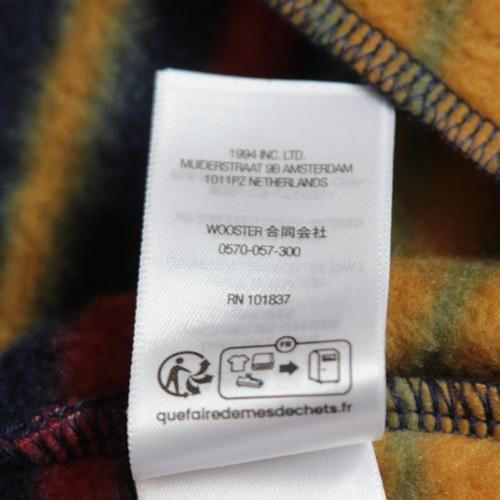 1994 INC. LTD.
MUIDERSTRAAT 9B AMSTERDAM
1011PZ NETHERLANDS
WOOSTER 合同会社
0570-057-300
RN 101837
FR
quefairedemesdechets.fr